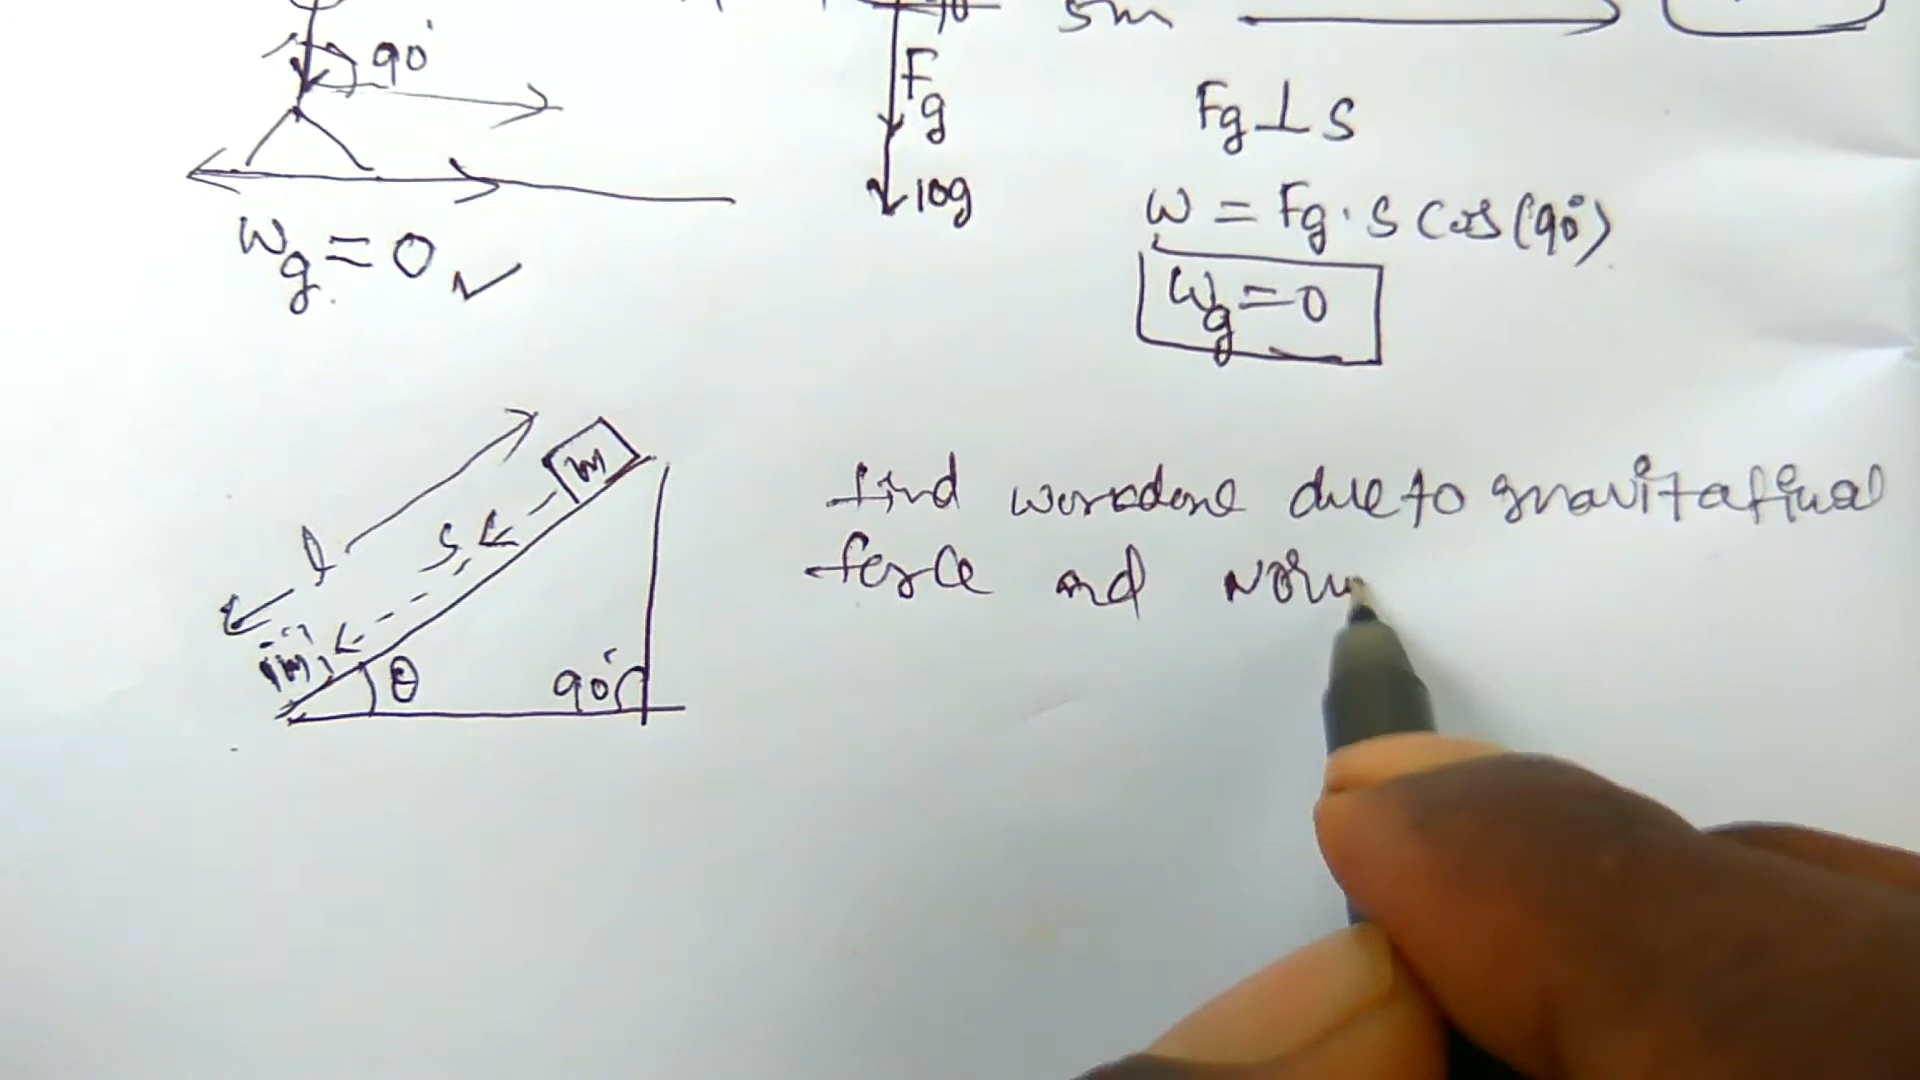 5m
90°
Fg
Fg ⊥ S
10g
W = Fg · S Cos(90°)
Wg = 0
Wg = 0
m
l
S
find workdone due to gravitational
force and Norm
m
θ
90°